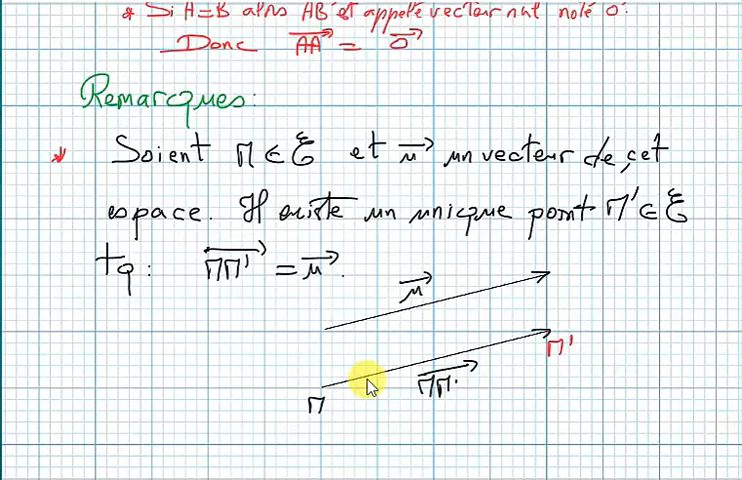 * Si A=B alors AB est appelé vecteur nul noté 0.
Donc AA = 0
Remarques:
* Soient M ∈ ℰ et u un vecteur de cet
espace. Il existe un unique point M' ∈ ℰ
tq: MM' = u.
u
M'
MM'
M